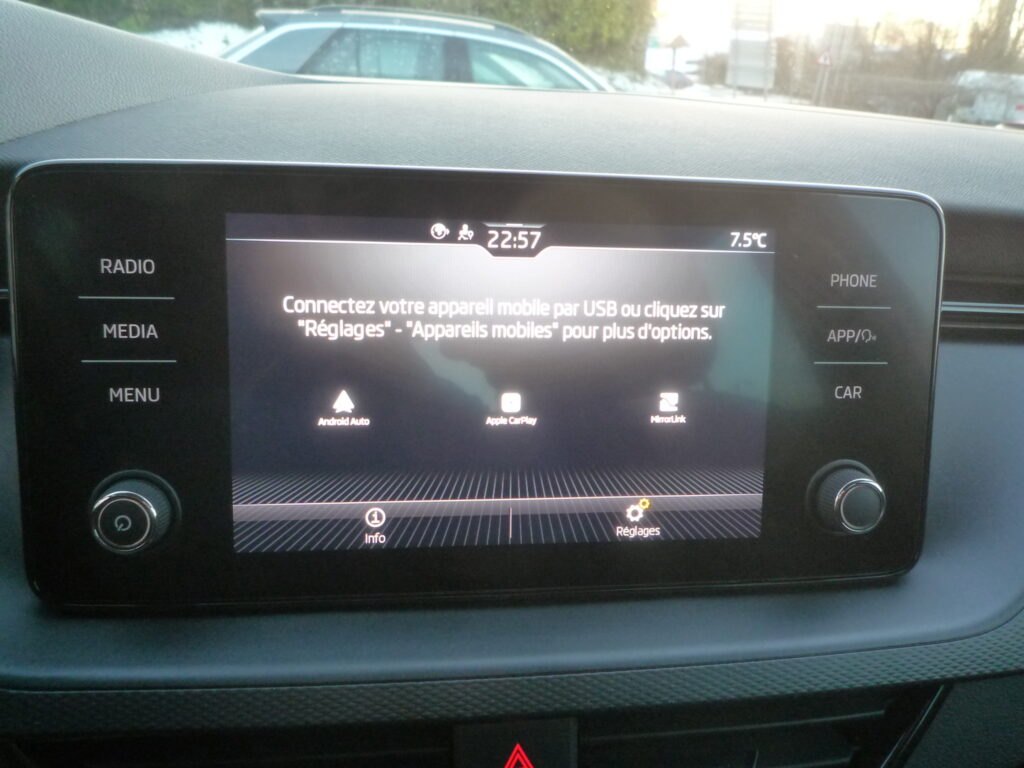 22:57
7.5°C
RADIO
MEDIA
MENU
Connectez votre appareil mobile par USB ou cliquez sur
"Réglages" - "Appareils mobiles" pour plus d'options.
Android Auto
Apple CarPlay
MirrorLink
Info
Réglages
PHONE
APP/
CAR